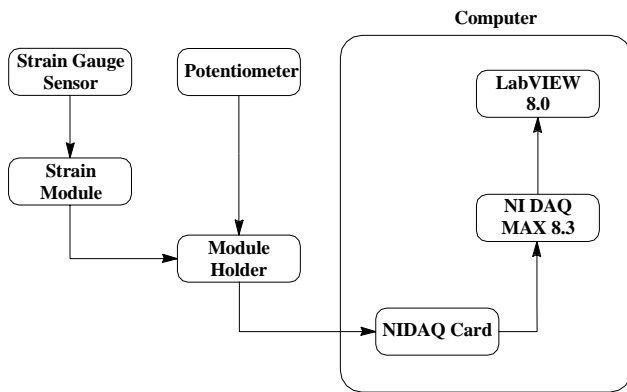 Computer
Strain Gauge
Sensor
Potentiometer
LabVIEW
8.0
Strain
Module
NI DAQ
MAX 8.3
Module
Holder
NIDAQ Card